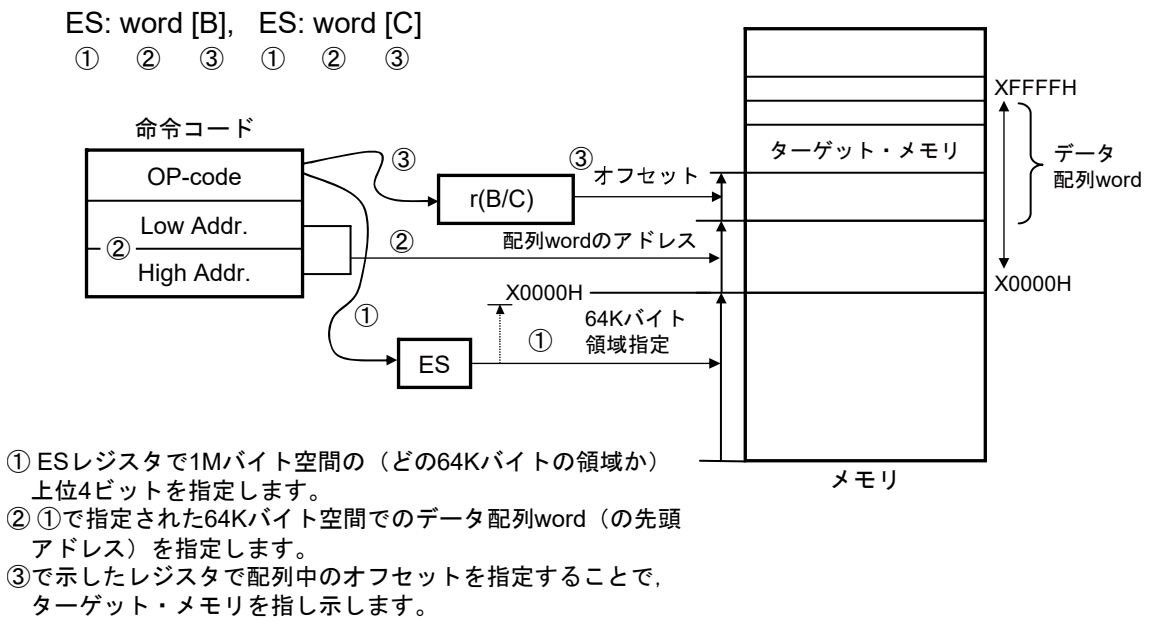 ES: word [B],   ES: word [C]
①   ②   ③   ①   ②   ③
XFFFFH
命令コード
OP-code
③
r(B/C)
③
オフセット
ターゲット・メモリ
データ
配列word
Low Addr.
②
High Addr.
②
配列wordのアドレス
X0000H
X0000H
①
①
64Kバイト
領域指定
ES
メモリ
① ESレジスタで1Mバイト空間の（どの64Kバイトの領域か）
上位4ビットを指定します。
② ①で指定された64Kバイト空間でのデータ配列word（の先頭
アドレス）を指定します。
③で示したレジスタで配列中のオフセットを指定することで,
ターゲット・メモリを指し示します。